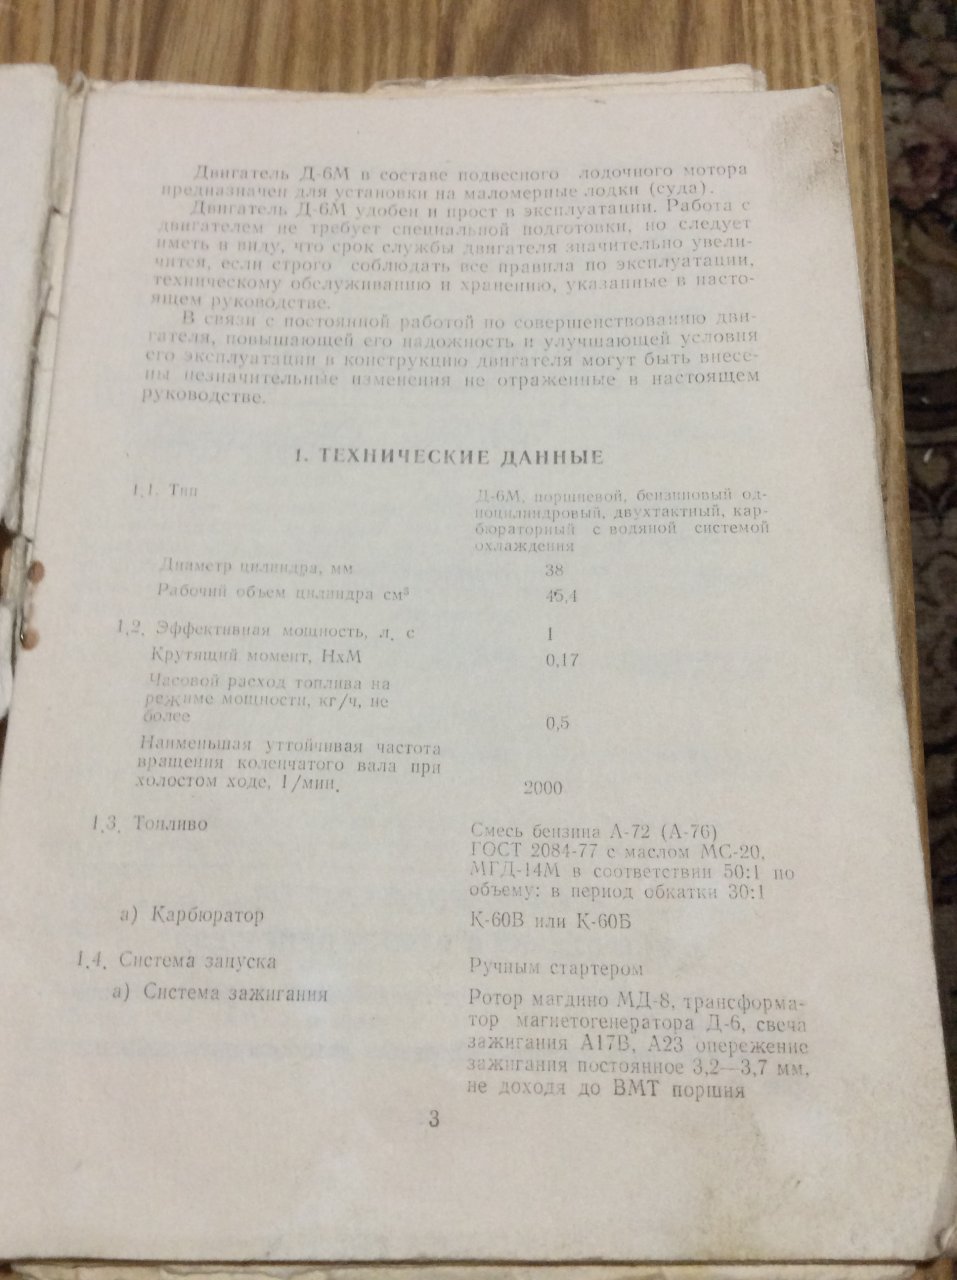 Двигатель Д-6М в составе подвесного лодочного мотора
предназначен для установки на маломерные лодки (суда).
Двигатель Д-6М удобен и прост в эксплуатации. Работа с
двигателем не требует специальной подготовки, но следует
иметь в виду, что срок службы двигателя значительно увели-
чится, если строго соблюдать все правила по эксплуатации,
техническому обслуживанию и хранению, указанные в насто-
ящем руководстве.
В связи с постоянной работой по совершенствованию дви-
гателя, повышающей его надожность и улучшающей условия
его эксплуатации в конструкцию двигателя могут быть внесе-
ны незначительные изменения не отраженные в настоящем
руководстве.
1. ТЕХНИЧЕСКИЕ ДАННЫЕ
1.1. Тип
Д-6М, поршневой, бензиновый од-
ноцилиндровый, двухтактный, кар-
бюраторный с водяной системой
охлаждения
Диаметр цилиндра, мм 38
Рабочий объем цилиндра см³ 45,4
1.2. Эффективная мощность, л. с 1
Крутящий момент, НхМ 0,17
Часовой расход топлива на
режиме мощности, кг/ч, не
более 0,5
Наименьшая уттойчивая частота
вращения коленчатого вала при
холостом ходе, 1/мин. 2000
1.3. Топливо
Смесь бензина А-72 (А-76)
ГОСТ 2084-77 с маслом МС-20,
МГД-14М в соответствии 50:1 по
объему: в период обкатки 30:1
а) Карбюратор К-60В или К-60Б
1.4. Система запуска Ручным стартером
а) Система зажигания
Ротор магдино МД-8, трансформа-
тор магнетогенератора Д-6, свеча
зажигания А17В, А23 опережение
зажигания постоянное 3,2—3,7 мм,
не доходя до ВМТ поршня
3